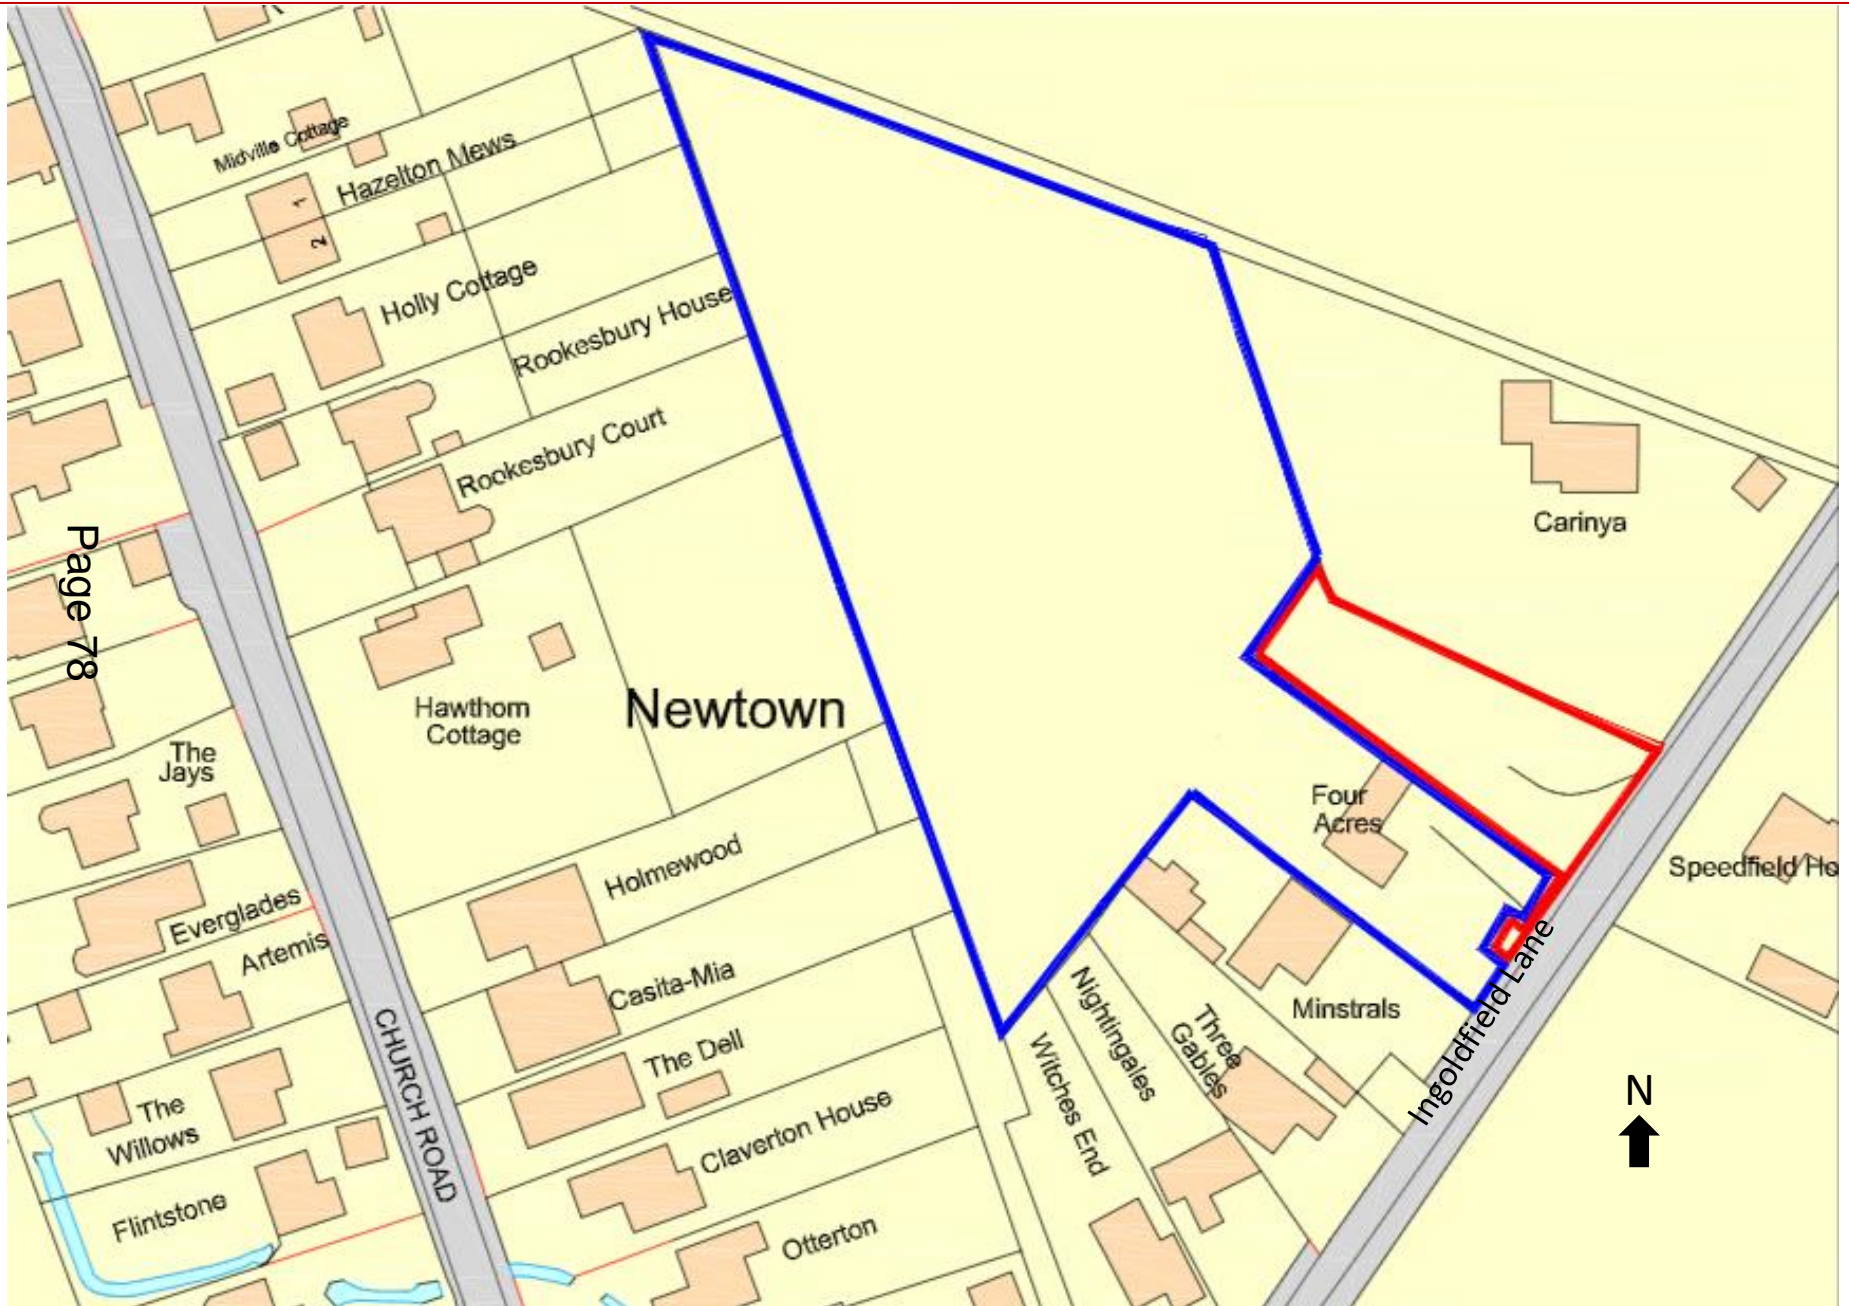 Midville Cottage
Hazelton Mews
1
2
Holly Cottage
Rookesbury House
Rookesbury Court
Carinya
Page 78
Hawthorn
Cottage
Newtown
The
Jays
Four
Acres
Holmewood
Speedfield Ho
Everglades
Artemis
Casita-Mia
Ingoldfield Lane
Minstrals
Nightingales
Three
Gables
The Dell
Witches End
CHURCH ROAD
N
The
Willows
Claverton House
Flintstone
Otterton